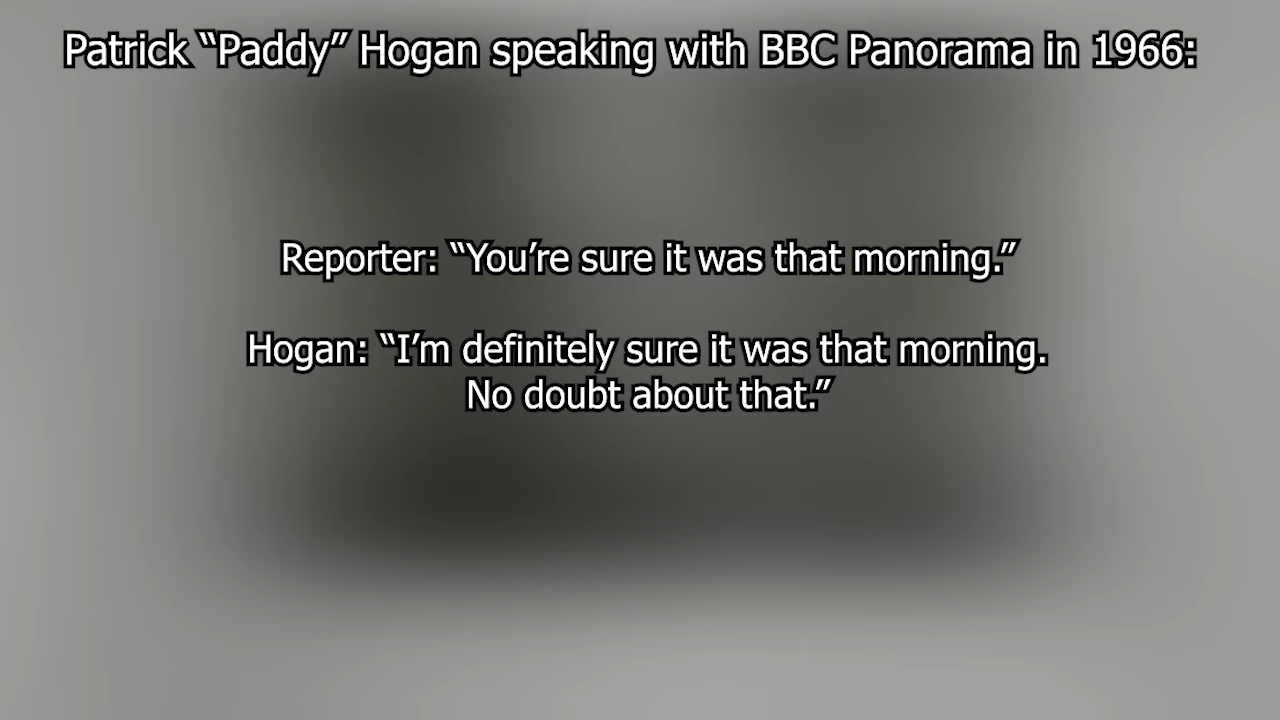 Patrick “Paddy” Hogan speaking with BBC Panorama in 1966:
Reporter: “You’re sure it was that morning.”
Hogan: “I’m definitely sure it was that morning.
No doubt about that.”